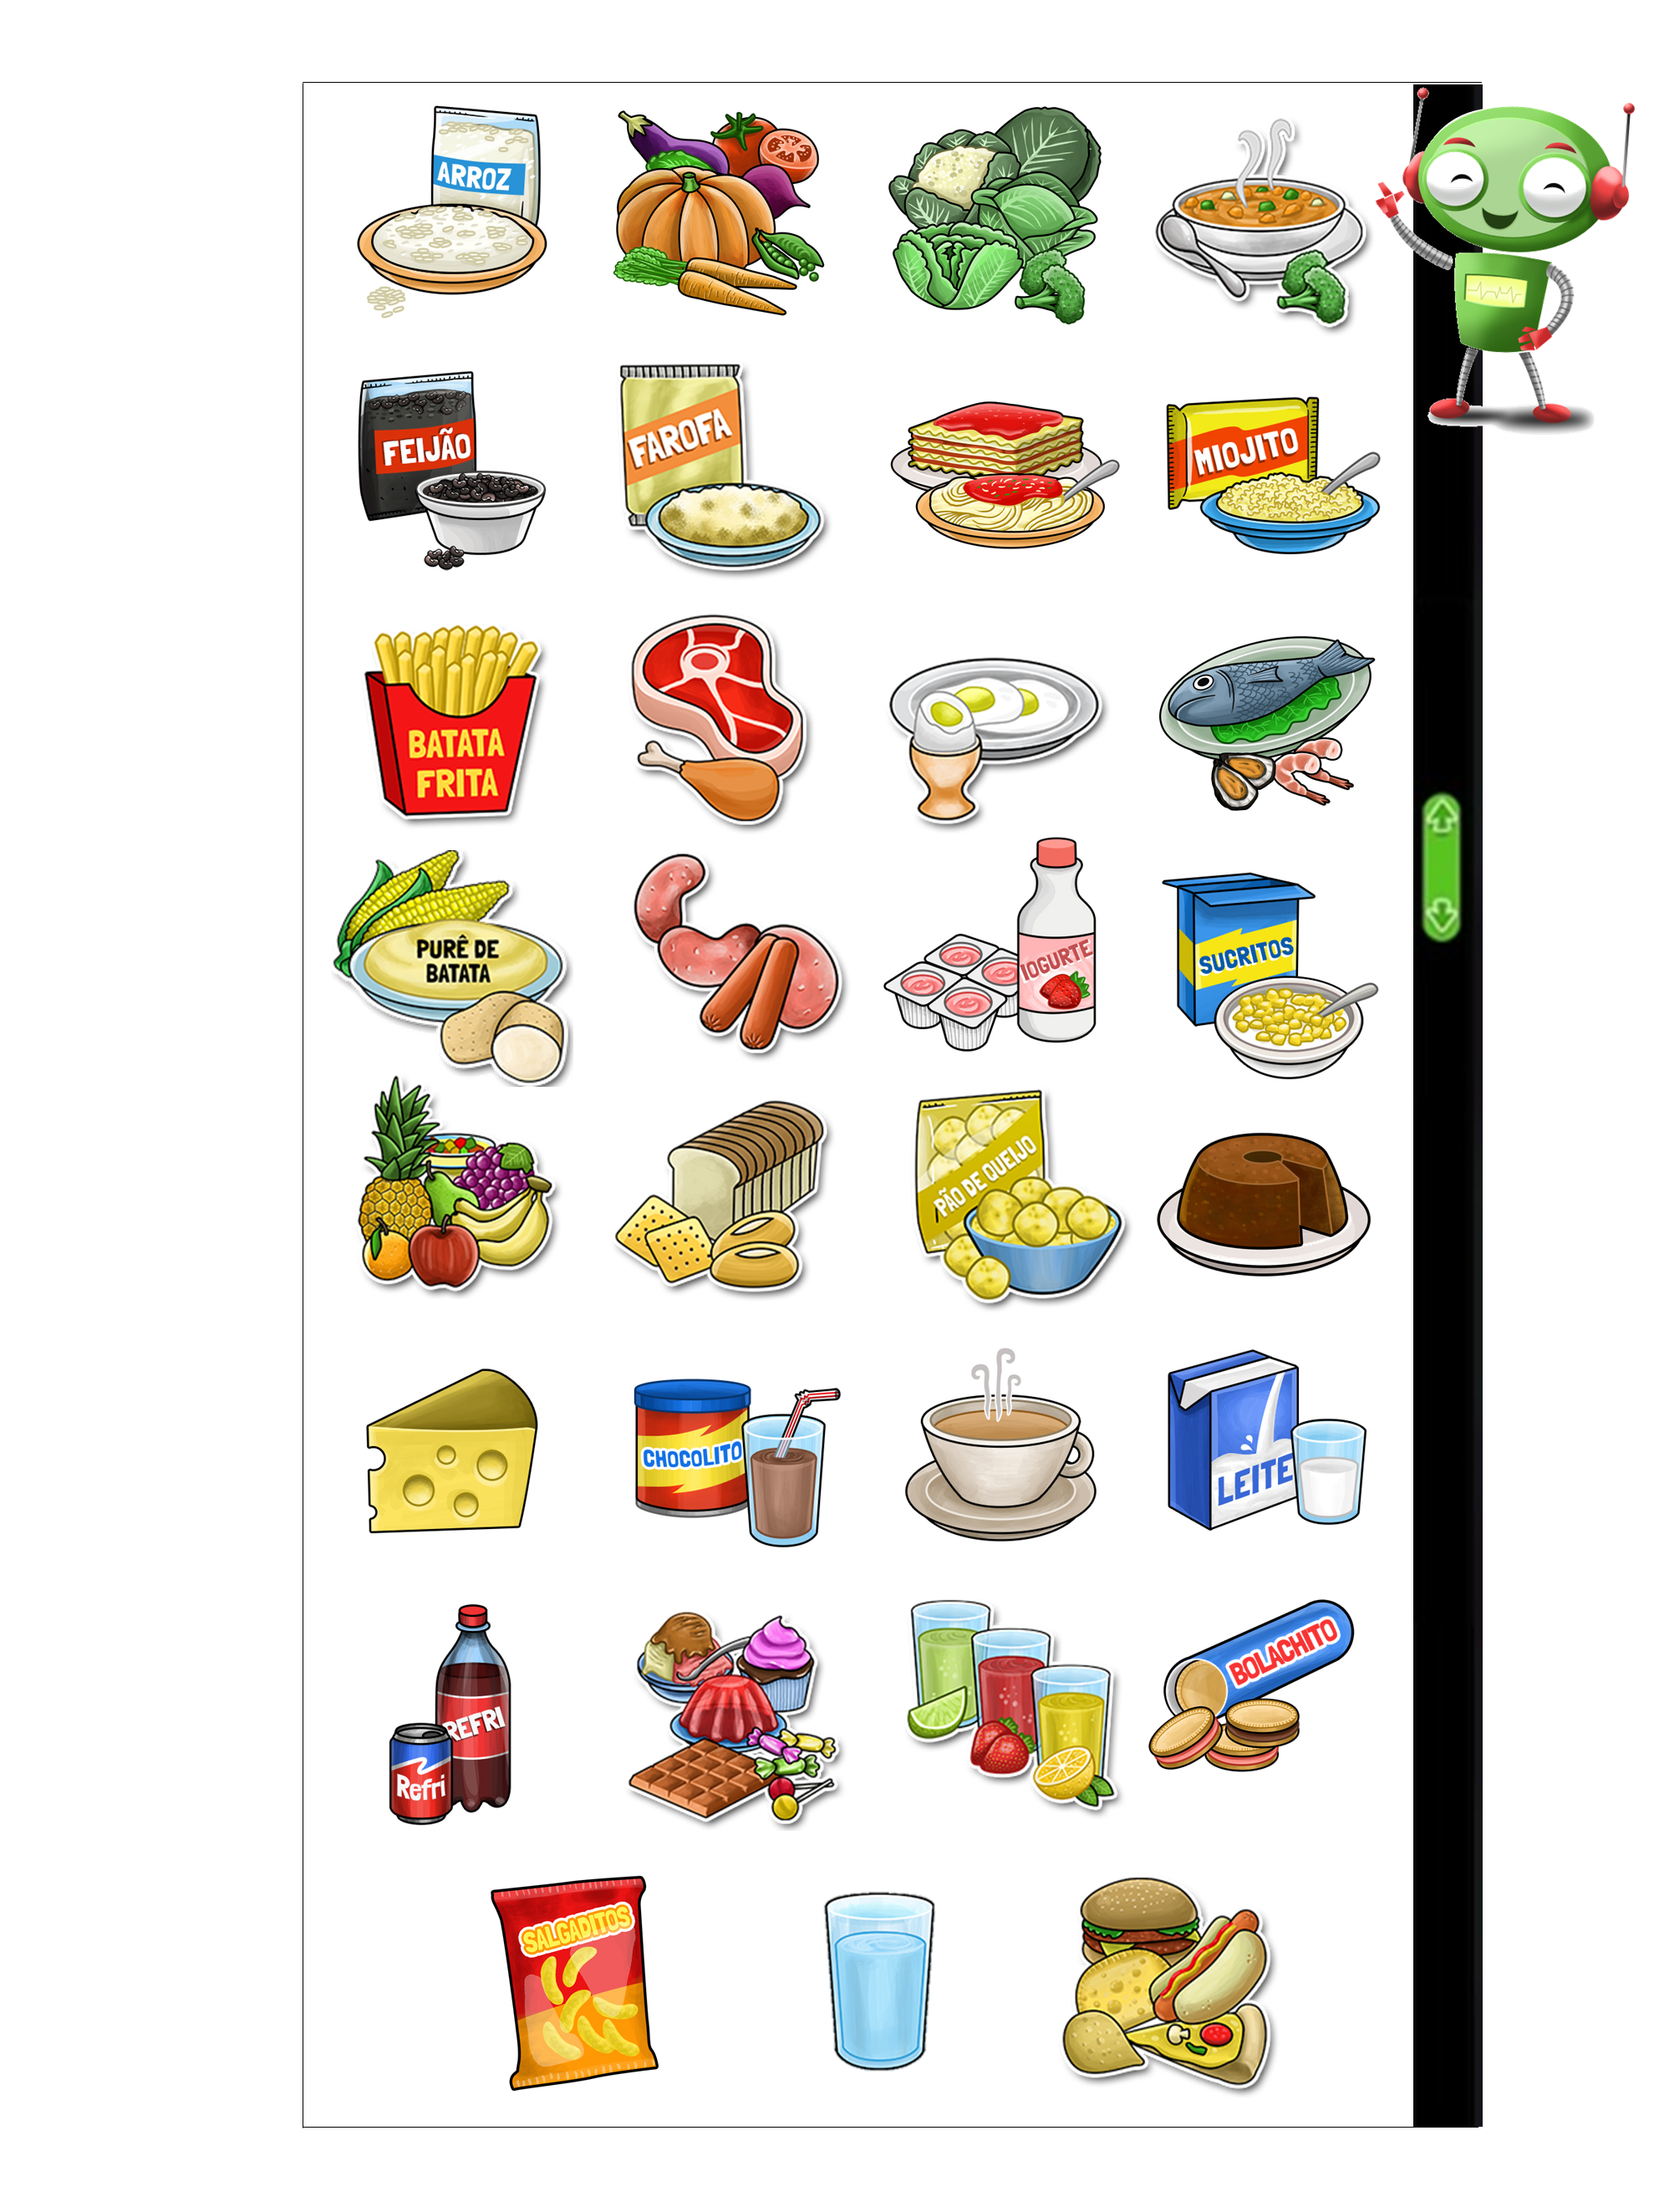 ARROZ
FEIJÃO
FAROFA
MIOJITO
BATATA
FRITA
PURÊ DE
BATATA
IOGURTE
SUCRITOS
PÃO DE QUEIJO
CHOCOLITO
LEITE
REFRI
Refri
BOLACHITO
SALGADITOS